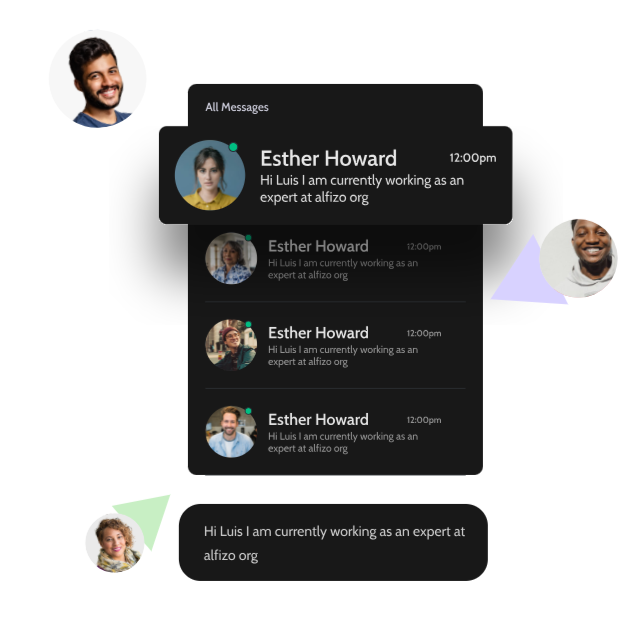 All Messages
Esther Howard 12:00pm
Hi Luis I am currently working as an
expert at alfizo org
Esther Howard 12:00pm
Hi Luis I am currently working as an
expert at alfizo org
Esther Howard 12:00pm
Hi Luis I am currently working as an
expert at alfizo org
Esther Howard 12:00pm
Hi Luis I am currently working as an
expert at alfizo org
Hi Luis I am currently working as an expert at
alfizo org